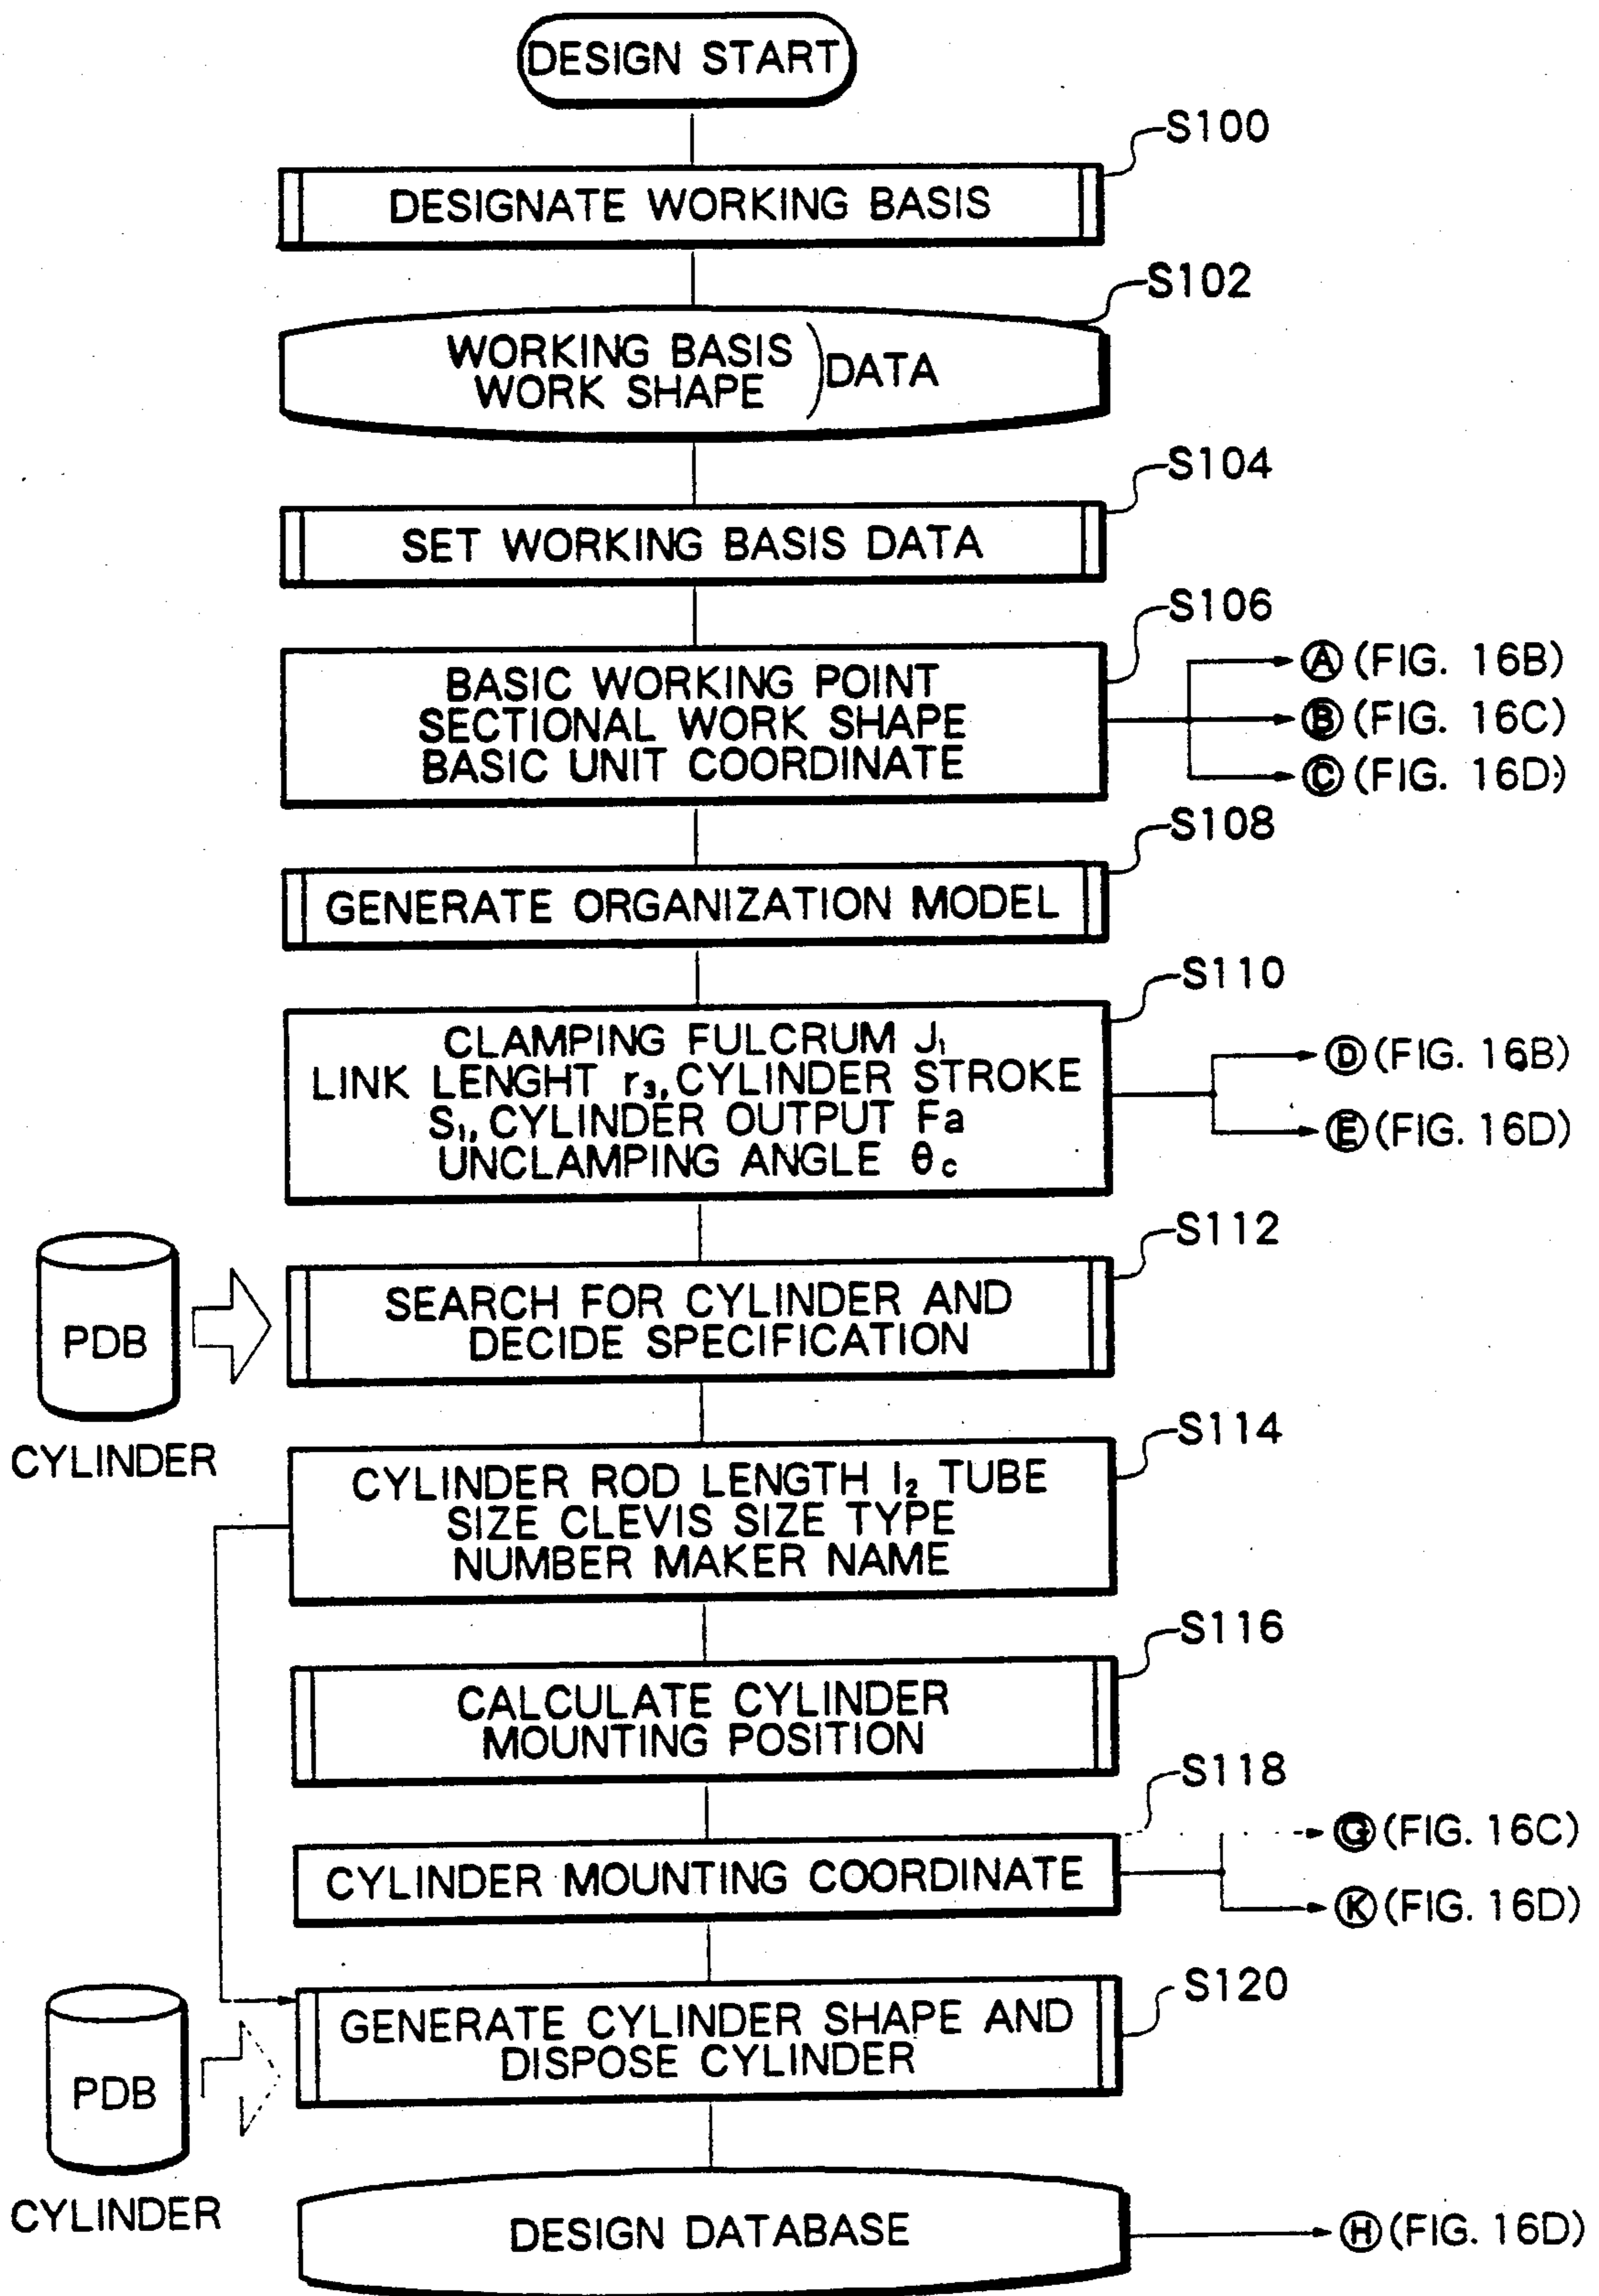 DESIGN START
S100
DESIGNATE WORKING BASIS
S102
WORKING BASIS
WORK SHAPE
) DATA
S104
SET WORKING BASIS DATA
S106
BASIC WORKING POINT
SECTIONAL WORK SHAPE
BASIC UNIT COORDINATE
Ⓐ (FIG. 16B)
Ⓑ (FIG. 16C)
Ⓒ (FIG. 16D)
S108
GENERATE ORGANIZATION MODEL
S110
CLAMPING FULCRUM J₁
LINK LENGHT r₃, CYLINDER STROKE
S₁, CYLINDER OUTPUT Fa
UNCLAMPING ANGLE θc
Ⓓ (FIG. 16B)
Ⓔ (FIG. 16D)
S112
PDB
CYLINDER
SEARCH FOR CYLINDER AND
DECIDE SPECIFICATION
S114
CYLINDER ROD LENGTH l₂ TUBE
SIZE CLEVIS SIZE TYPE
NUMBER MAKER NAME
S116
CALCULATE CYLINDER
MOUNTING POSITION
S118
CYLINDER MOUNTING COORDINATE
Ⓖ (FIG. 16C)
Ⓚ (FIG. 16D)
S120
PDB
CYLINDER
GENERATE CYLINDER SHAPE AND
DISPOSE CYLINDER
DESIGN DATABASE
Ⓗ (FIG. 16D)